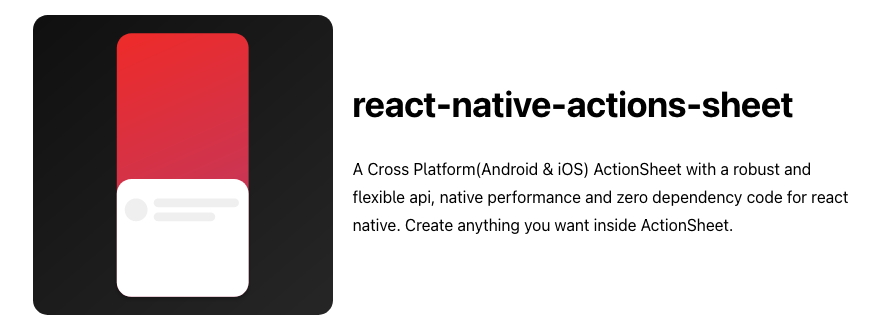 react-native-actions-sheet
A Cross Platform(Android & iOS) ActionSheet with a robust and
flexible api, native performance and zero dependency code for react
native. Create anything you want inside ActionSheet.